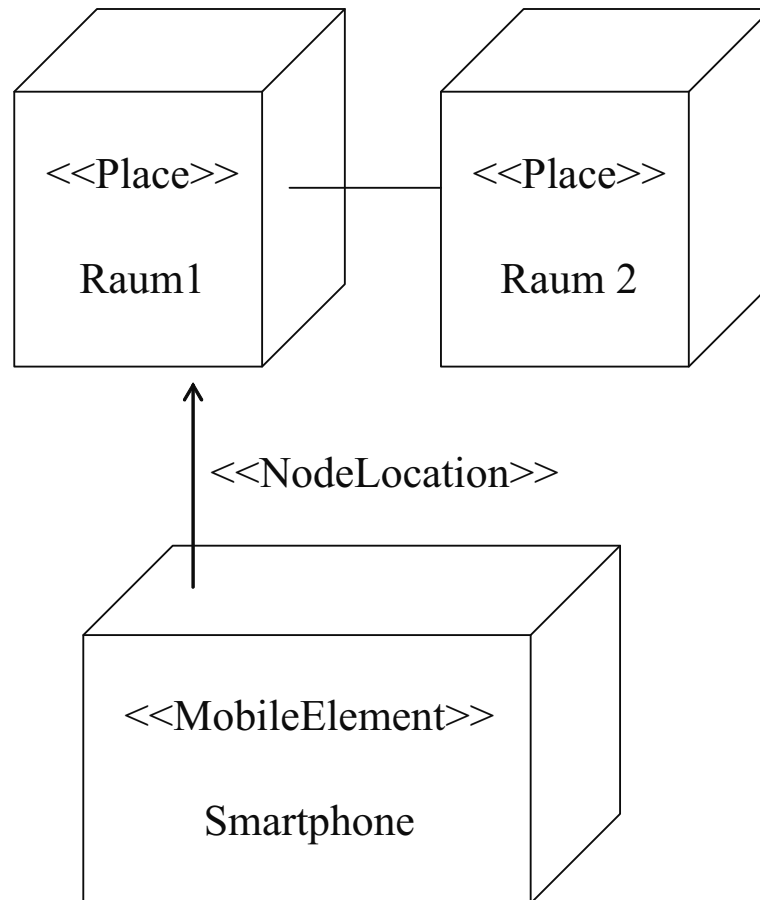 <<Place>>
Raum1
<<Place>>
Raum 2
<<NodeLocation>>
<<MobileElement>>
Smartphone